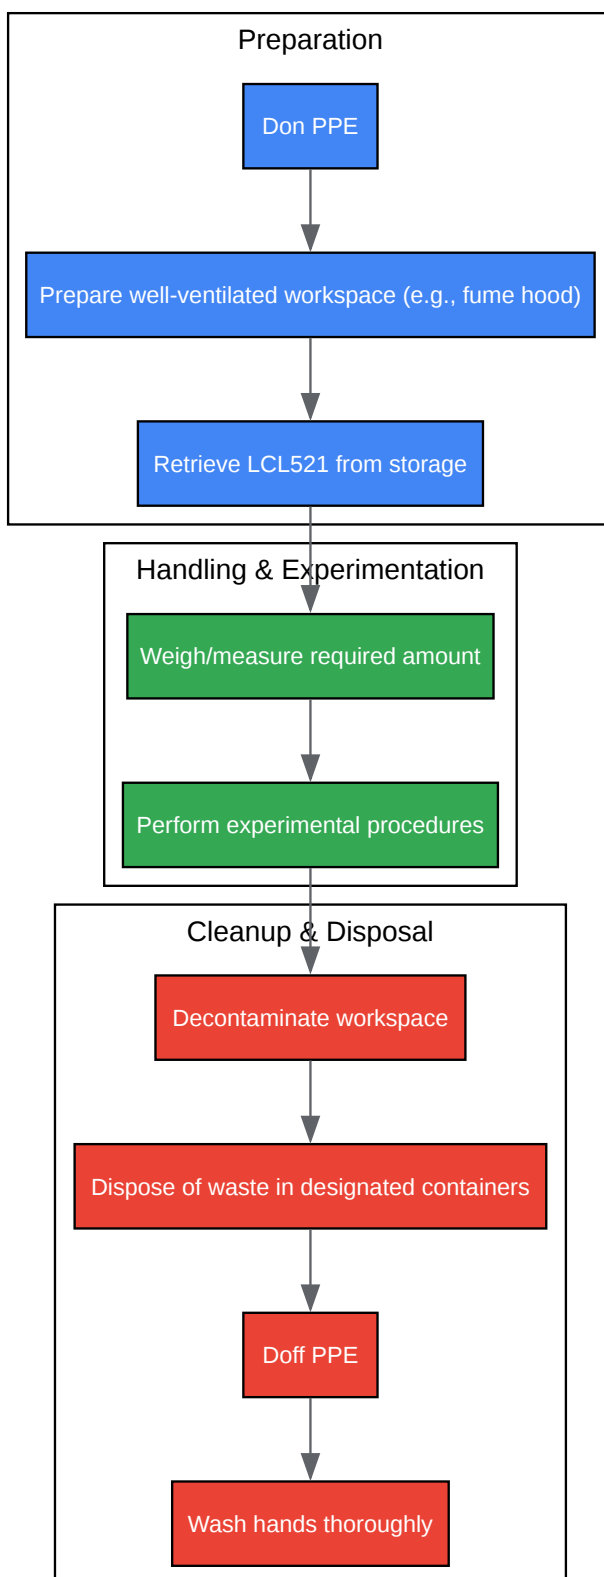 Preparation
Don PPE
Prepare well-ventilated workspace (e.g., fume hood)
Retrieve LCL521 from storage
Handling & Experimentation
Weigh/measure required amount
Perform experimental procedures
Cleanup & Disposal
Decontaminate workspace
Dispose of waste in designated containers
Doff PPE
Wash hands thoroughly